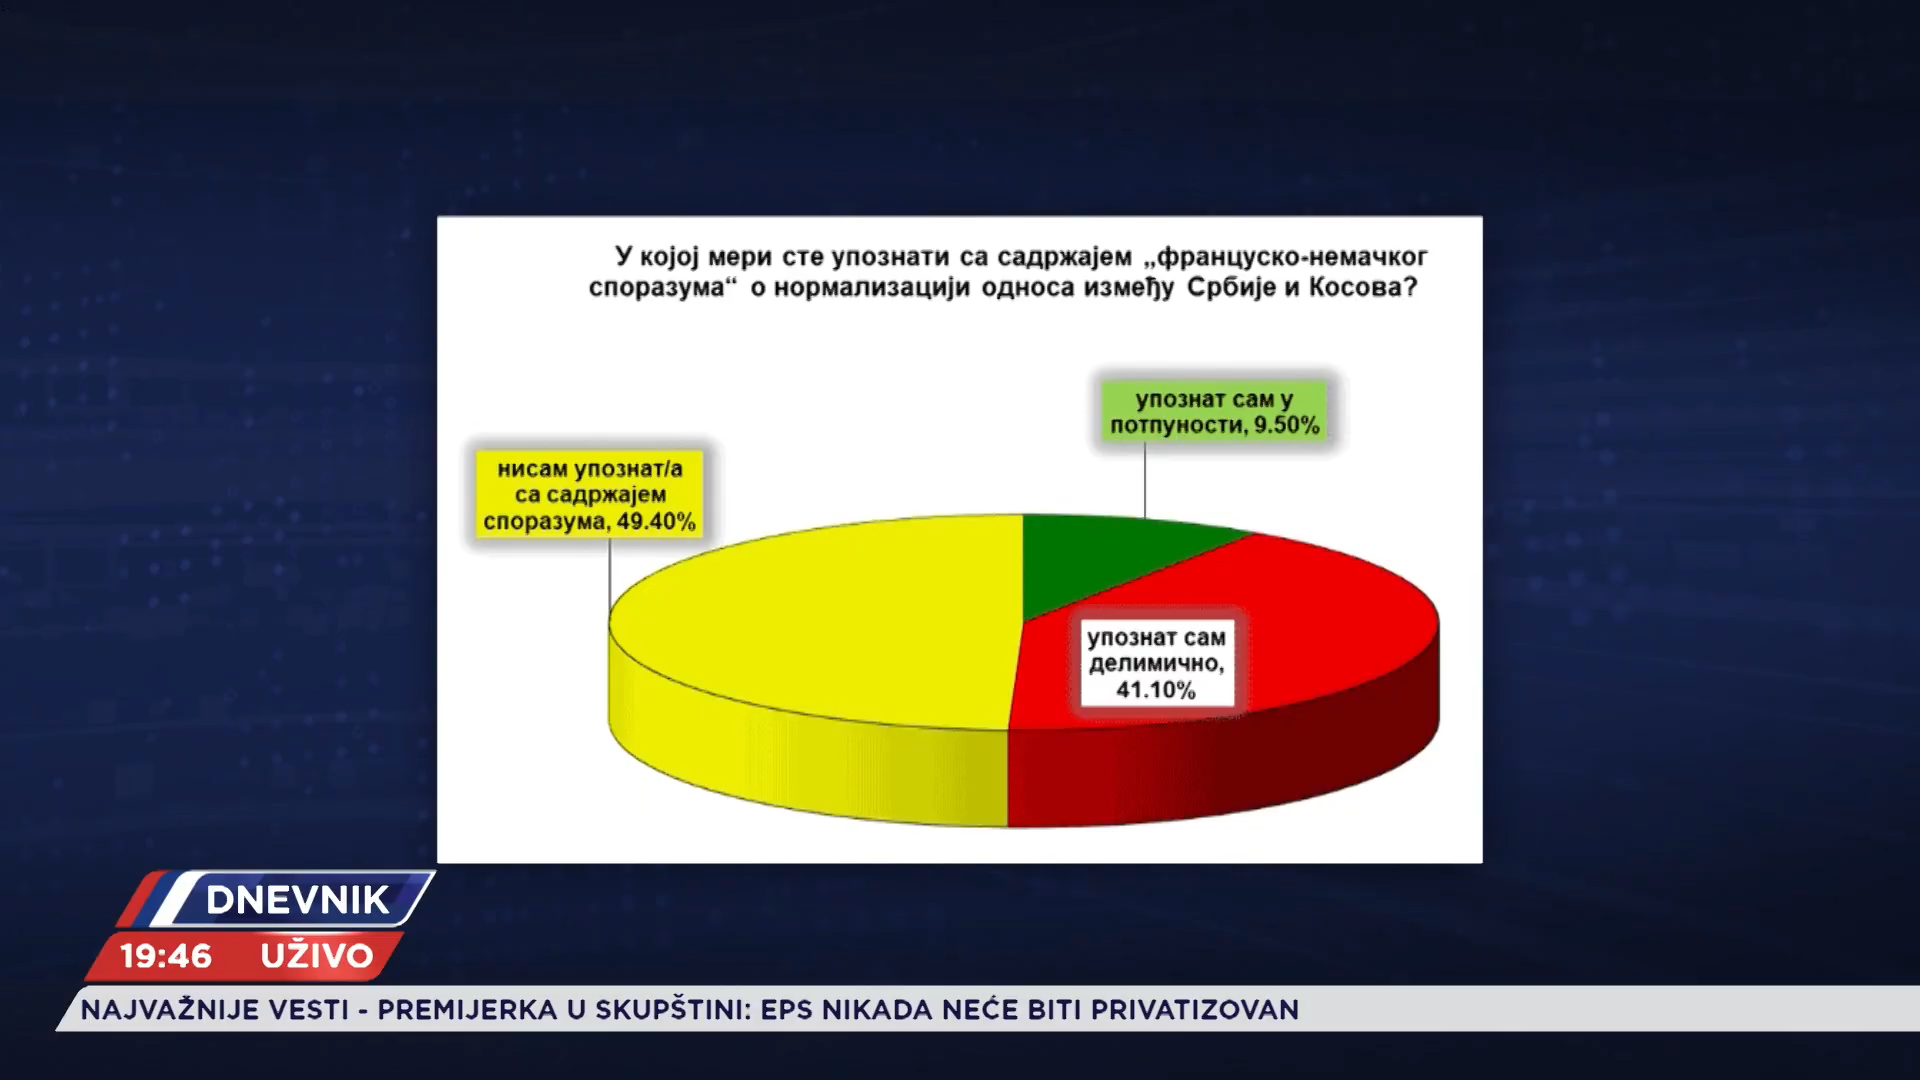 У којој мери сте упознати са садржајем „француско-немачког
споразума“ о нормализацији односа између Србије и Косова?
упознат сам у
потпуности, 9.50%
нисам упознат/а
са садржајем
споразума, 49.40%
упознат сам
делимично,
41.10%
DNEVNIK
19:46 UŽIVO
NAJVAŽNIJE VESTI - PREMIJERKA U SKUPŠTINI: EPS NIKADA NEĆE BITI PRIVATIZOVAN